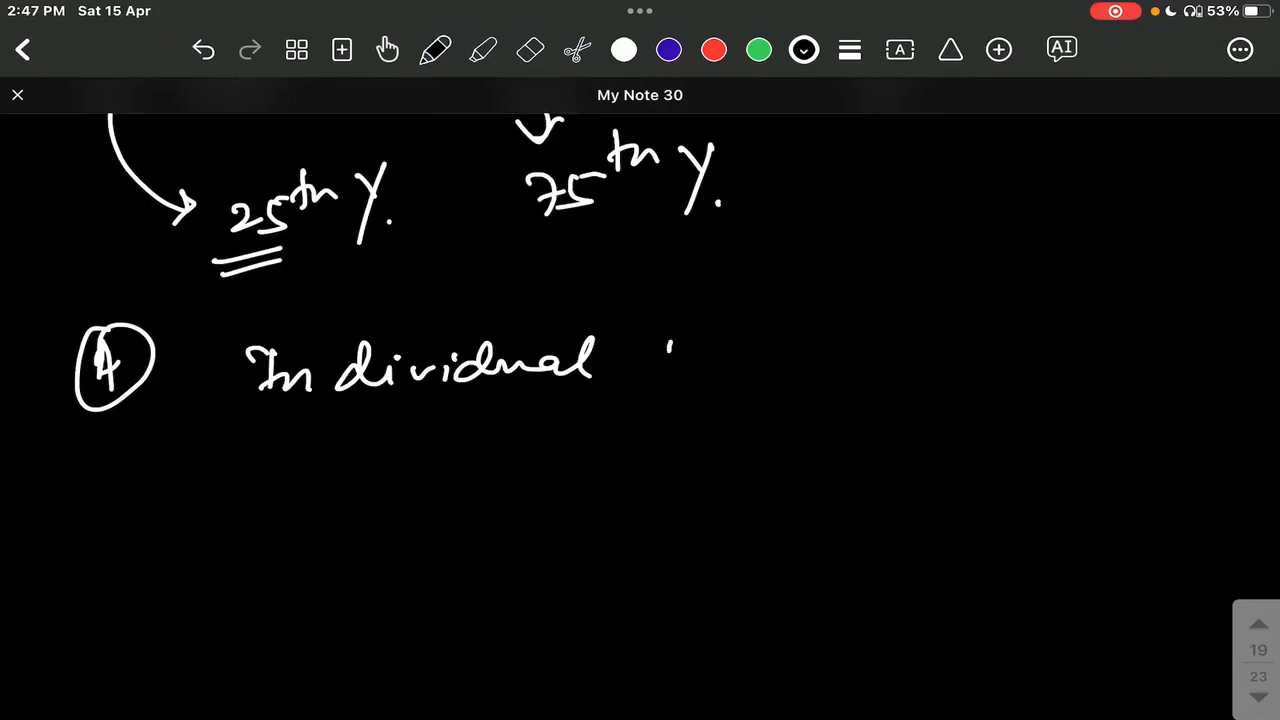 2:47 PM Sat 15 Apr 53%
A AI
My Note 30
25th Y. 75th Y.
4 Individual
19
23